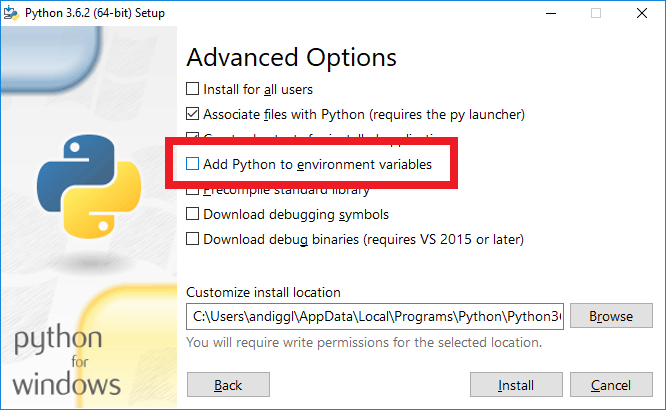 Python 3.6.2 (64-bit) Setup
Advanced Options
Install for all users
Associate files with Python (requires the py launcher)
Add Python to environment variables
Precompile standard library
Download debugging symbols
Download debug binaries (requires VS 2015 or later)
Customize install location
C:\Users\andiggl\AppData\Local\Programs\Python\Python36
Browse
You will require write permissions for the selected location.
python
for
windows
Back
Install
Cancel